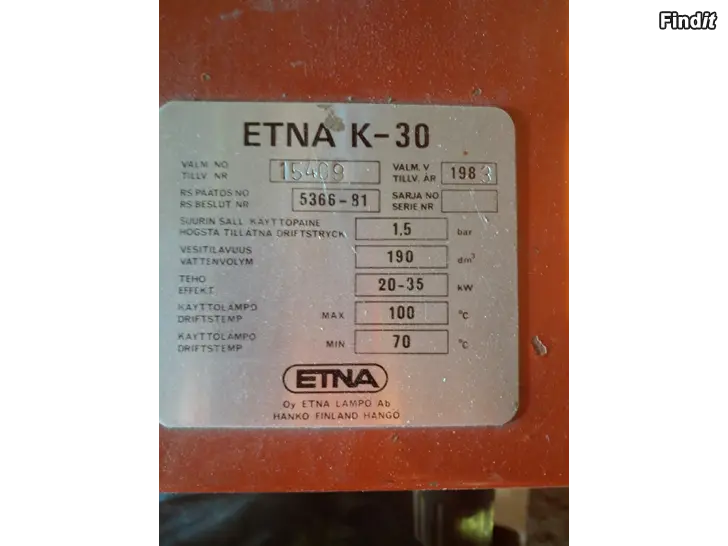 Findit
ETNA K-30
VALM. NO
TILLV. NR
15409
VALM. V
TILLV. ÅR
1983
RS PÄÄTÖS NO
RS BESLUT NR
5366-81
SARJA NO
SERIE NR
SUURIN SALL. KÄYTTÖPAINE
HÖGSTA TILLÅTNA DRIFTSTRYCK
1,5
bar
VESITILAVUUS
VATTENVOLYM
190
dm³
TEHO
EFFEKT
20-35
kW
KÄYTTÖLÄMPÖ
DRIFTSTEMP
MAX
100
°C
KÄYTTÖLÄMPÖ
DRIFTSTEMP
MIN
70
°C
ETNA
Oy ETNA LÄMPÖ Ab
HANKO FINLAND HANGÖ